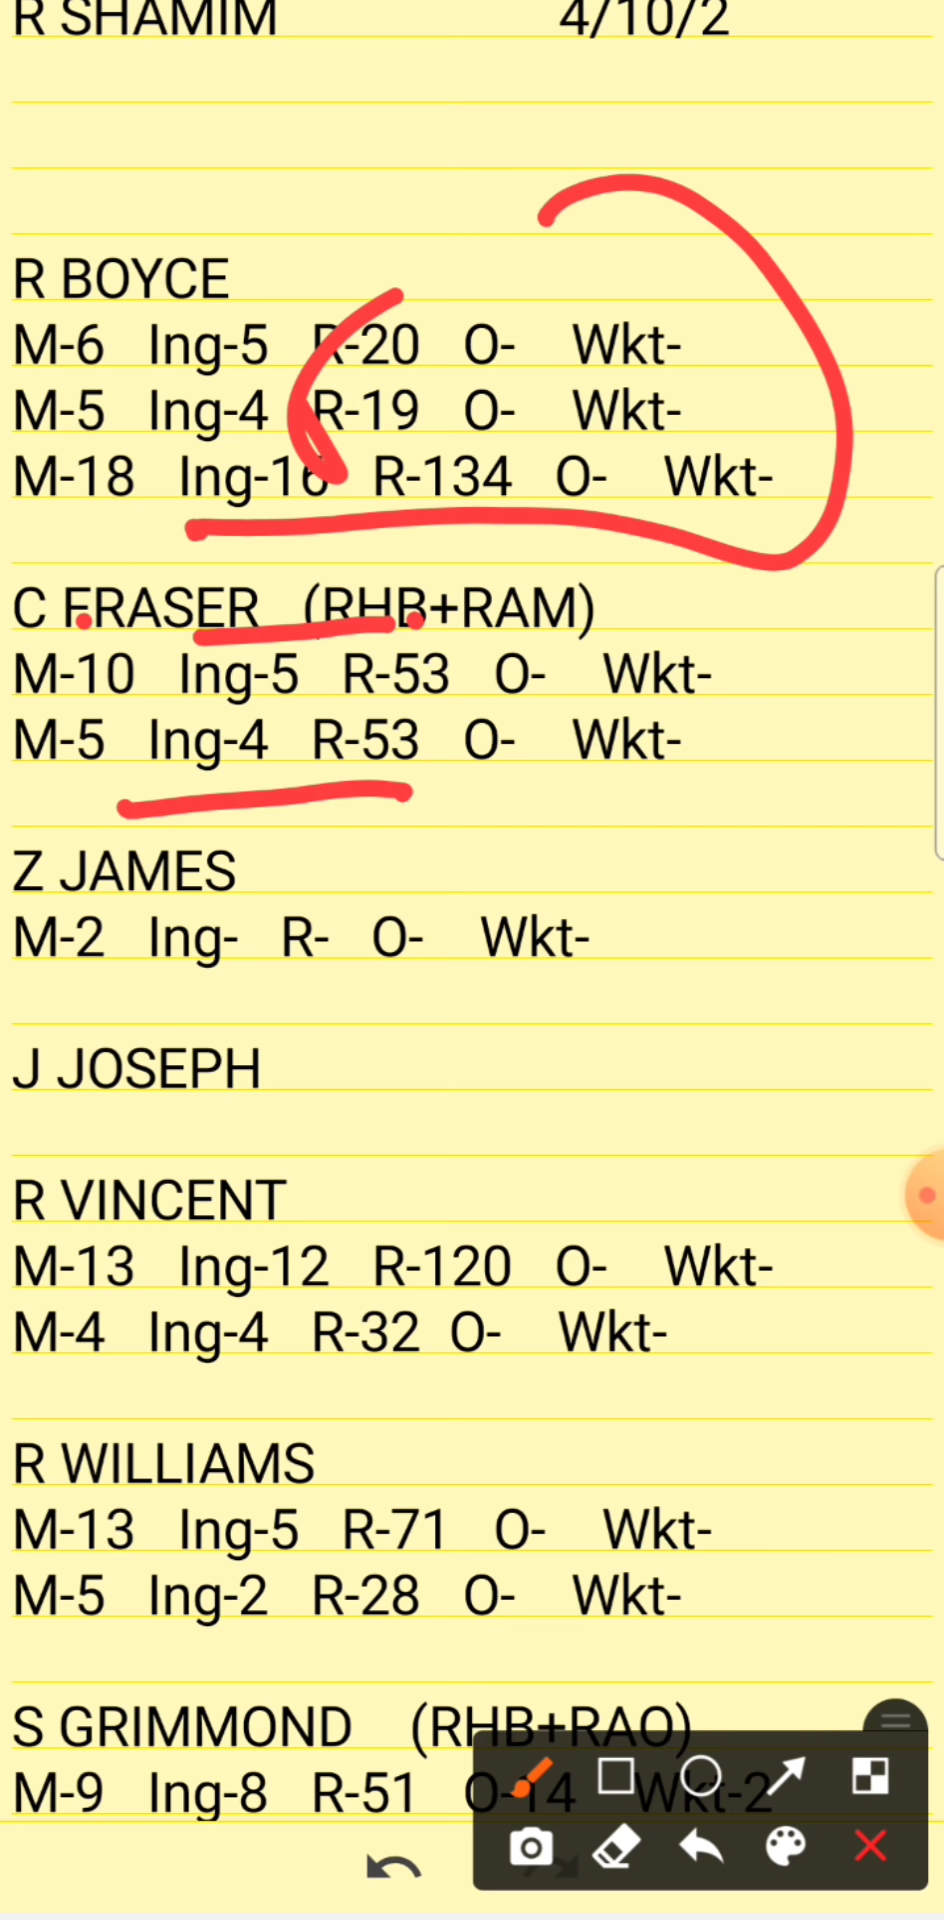 R SHAMIM 4/10/2
R BOYCE
M-6 Ing-5 R-20 O- Wkt-
M-5 Ing-4 R-19 O- Wkt-
M-18 Ing-16 R-134 O- Wkt-
C FRASER (RHB+RAM)
M-10 Ing-5 R-53 O- Wkt-
M-5 Ing-4 R-53 O- Wkt-
Z JAMES
M-2 Ing- R- O- Wkt-
J JOSEPH
R VINCENT
M-13 Ing-12 R-120 O- Wkt-
M-4 Ing-4 R-32 O- Wkt-
R WILLIAMS
M-13 Ing-5 R-71 O- Wkt-
M-5 Ing-2 R-28 O- Wkt-
S GRIMMOND (RHB+RAO)
M-9 Ing-8 R-51 O-14 Wkt-2